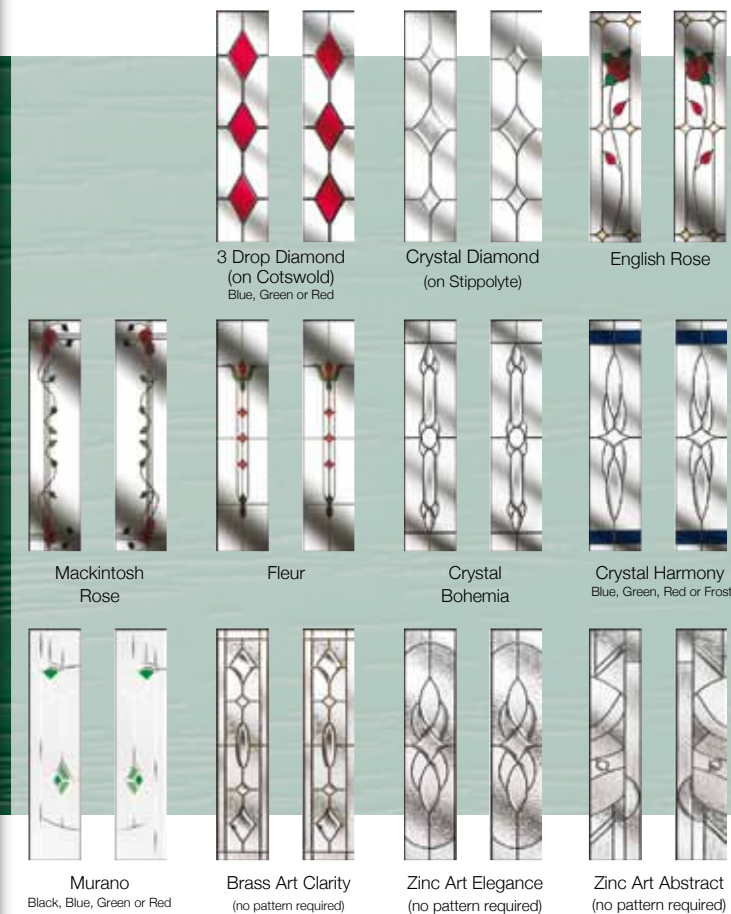 3 Drop Diamond
(on Cotswold)
Blue, Green or Red
Crystal Diamond
(on Stippolyte)
English Rose
Mackintosh
Rose
Fleur
Crystal
Bohemia
Crystal Harmony
Blue, Green, Red or Frost
Murano
Black, Blue, Green or Red
Brass Art Clarity
(no pattern required)
Zinc Art Elegance
(no pattern required)
Zinc Art Abstract
(no pattern required)